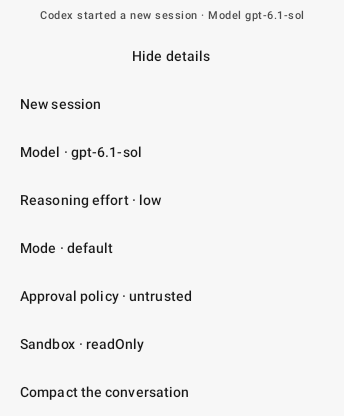 Codex started a new session · Model gpt-6.1-sol
Hide details
New session
Model · gpt-6.1-sol
Reasoning effort · low
Mode · default
Approval policy · untrusted
Sandbox · readOnly
Compact the conversation